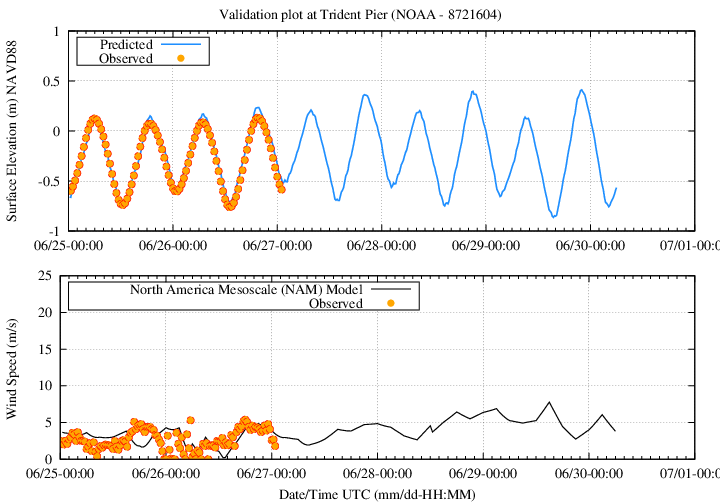 Validation plot at Trident Pier (NOAA - 8721604)
Surface Elevation (m) NAVD88
1
0.5
0
-0.5
-1
Predicted
Observed
06/25-00:00 06/26-00:00 06/27-00:00 06/28-00:00 06/29-00:00 06/30-00:00 07/01-00:00
Wind Speed (m/s)
25
20
15
10
5
0
North America Mesoscale (NAM) Model
Observed
06/25-00:00 06/26-00:00 06/27-00:00 06/28-00:00 06/29-00:00 06/30-00:00 07/01-00:00
Date/Time UTC (mm/dd-HH:MM)